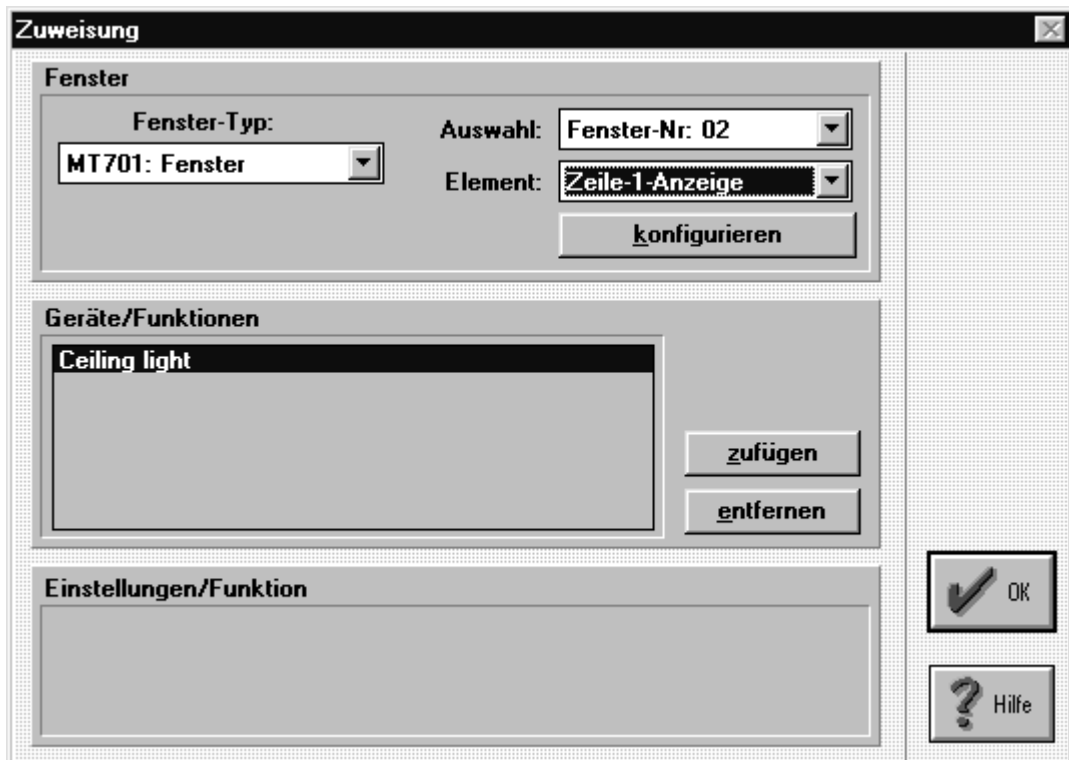 Zuweisung
Fenster
Fenster-Typ:
MT701: Fenster
Auswahl:
Fenster-Nr: 02
Element:
Zeile-1-Anzeige
konfigurieren
Geräte/Funktionen
Ceiling light
zufügen
entfernen
Einstellungen/Funktion
OK
Hilfe